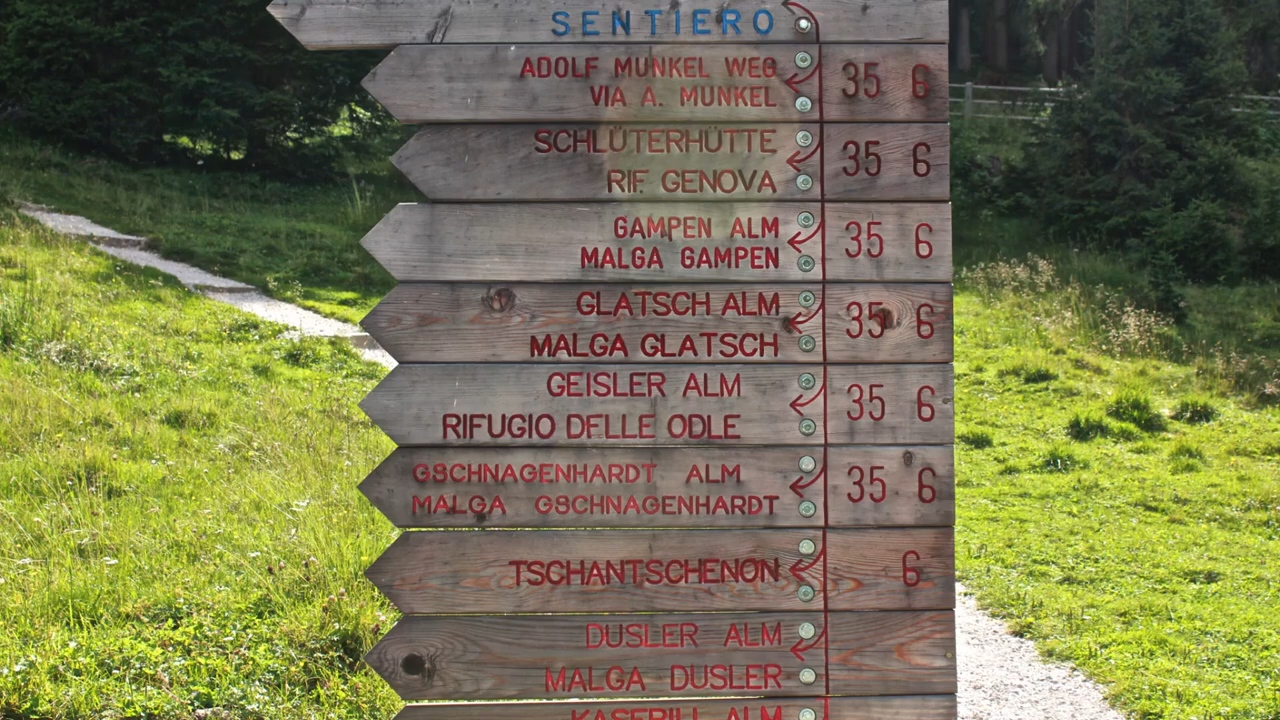 SENTIERO
ADOLF MUNKEL WEG 35 6
VIA A. MUNKEL
SCHLÜTERHÜTTE 35 6
RIF. GENOVA
GAMPEN ALM 35 6
MALGA GAMPEN
GLATSCH ALM 35 6
MALGA GLATSCH
GEISLER ALM 35 6
RIFUGIO DELLE ODLE
GSCHNAGENHARDT ALM 35 6
MALGA GSCHNAGENHARDT
TSCHANTSCHENON 6
DUSLER ALM
MALGA DUSLER
KASERILL ALM